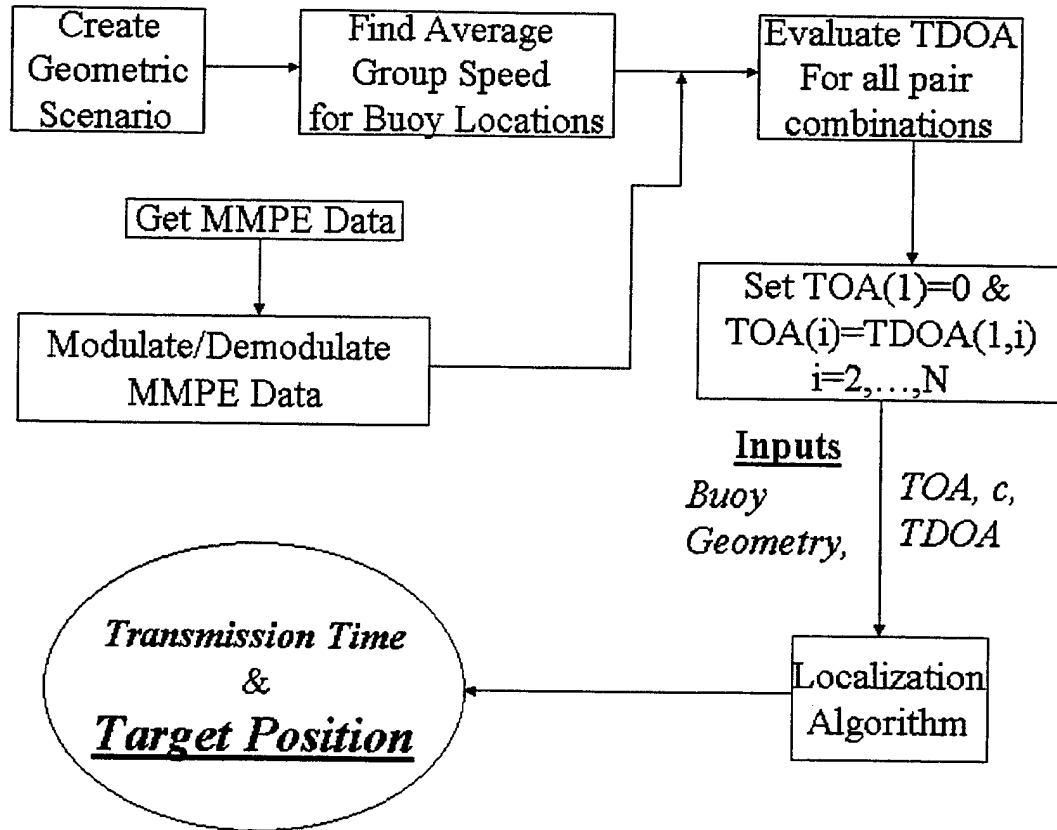 Create
Geometric
Scenario
Find Average
Group Speed
for Buoy Locations
Evaluate TDOA
For all pair
combinations
Get MMPE Data
Modulate/Demodulate
MMPE Data
Set TOA(1)=0 &
TOA(i)=TDOA(1,i)
i=2,...,N
Inputs
Buoy
Geometry,
TOA, c,
TDOA
Localization
Algorithm
Transmission Time
&
Target Position